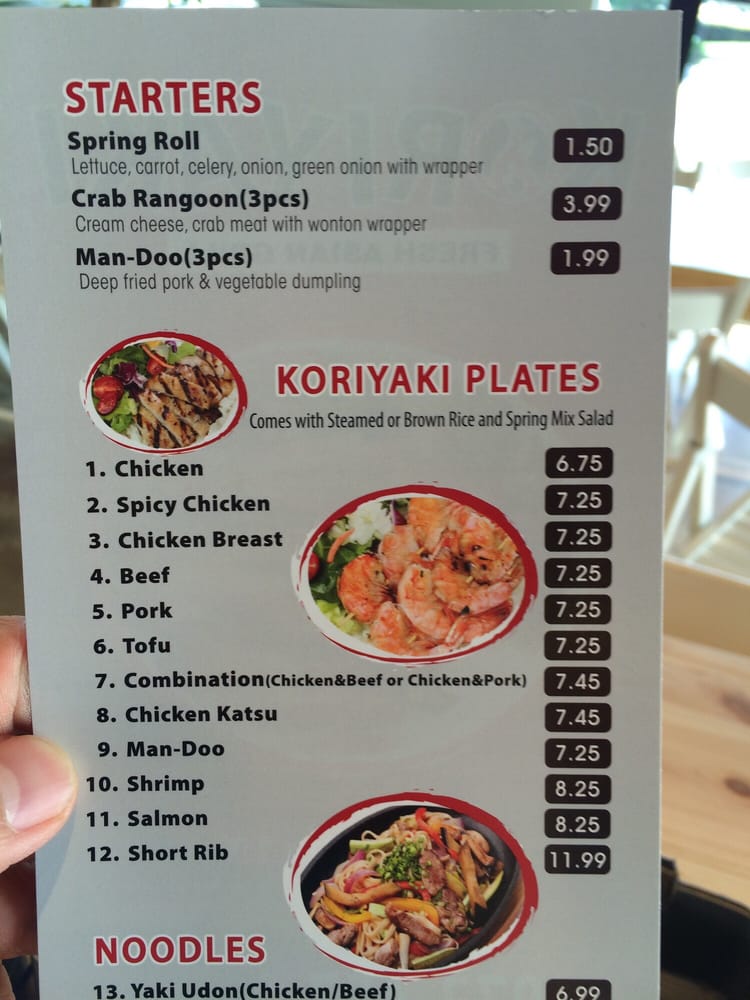 STARTERS
Spring Roll 1.50
Lettuce, carrot, celery, onion, green onion with wrapper
Crab Rangoon(3pcs) 3.99
Cream cheese, crab meat with wonton wrapper
Man-Doo(3pcs) 1.99
Deep fried pork & vegetable dumpling
KORIYAKI PLATES
Comes with Steamed or Brown Rice and Spring Mix Salad
1. Chicken 6.75
2. Spicy Chicken 7.25
3. Chicken Breast 7.25
4. Beef 7.25
5. Pork 7.25
6. Tofu 7.25
7. Combination(Chicken&Beef or Chicken&Pork) 7.45
8. Chicken Katsu 7.45
9. Man-Doo 7.25
10. Shrimp 8.25
11. Salmon 8.25
12. Short Rib 11.99
NOODLES
13. Yaki Udon(Chicken/Beef) 6.99